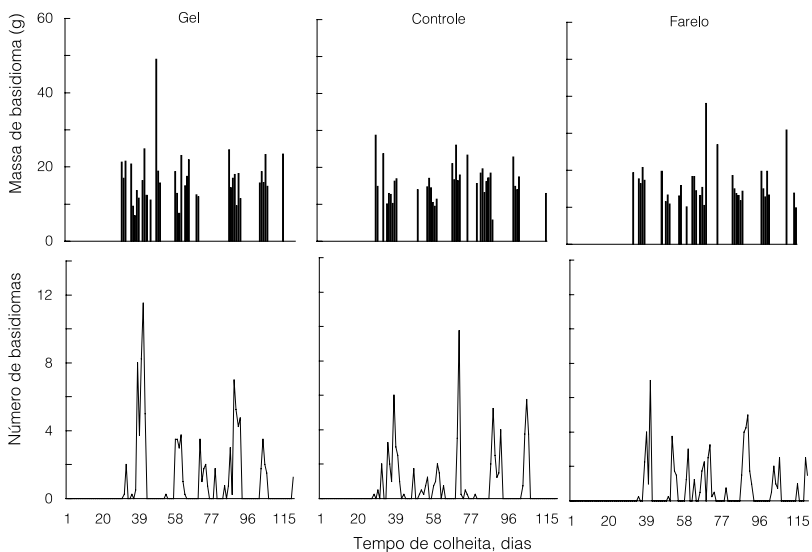 Gel
Controle
Farelo
Massa de basidioma (g)
60
40
20
0
Número de basidiomas
12
8
4
0
1 20 39 58 77 96 115
1 20 39 58 77 96 115
1 20 39 58 77 96 115
Tempo de colheita, dias